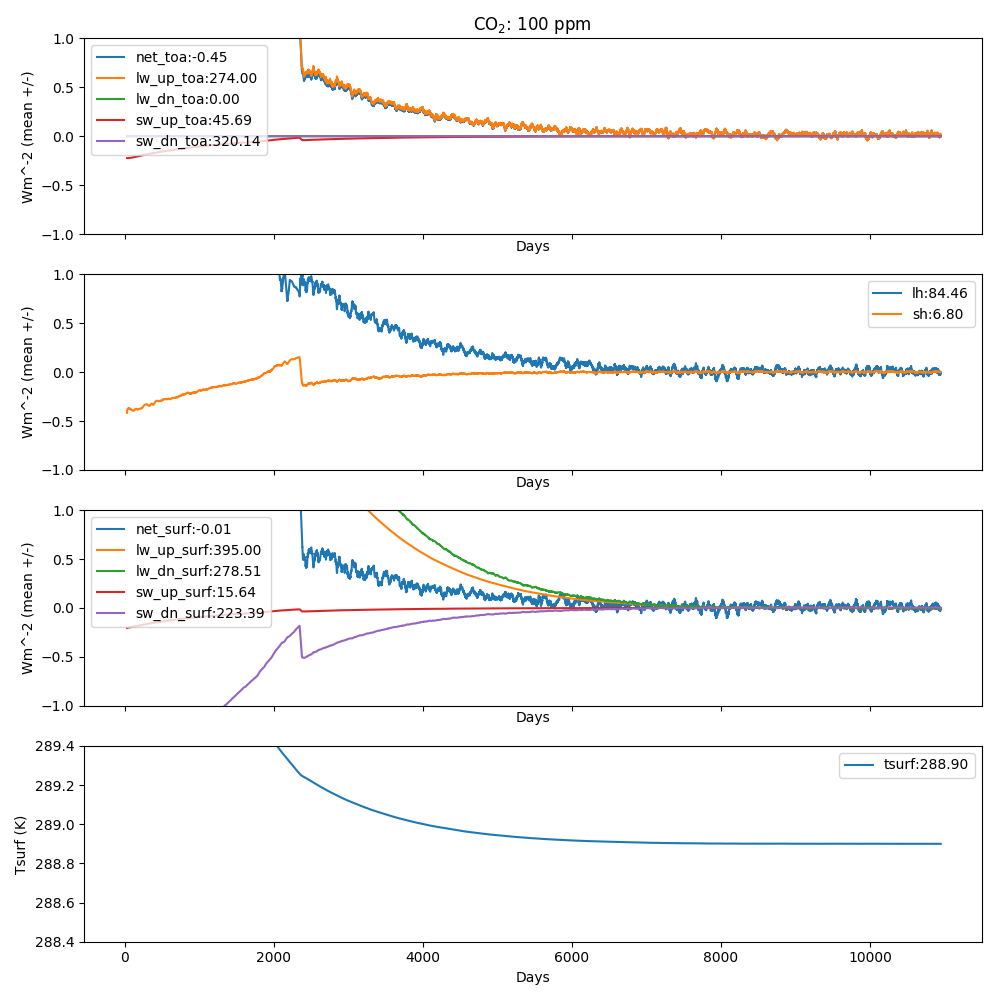 CO₂: 100 ppm
1.0
0.5
0.0
−0.5
−1.0
Wm^-2 (mean +/-)
net_toa:-0.45
lw_up_toa:274.00
lw_dn_toa:0.00
sw_up_toa:45.69
sw_dn_toa:320.14
Days
1.0
0.5
0.0
−0.5
−1.0
Wm^-2 (mean +/-)
lh:84.46
sh:6.80
Days
1.0
0.5
0.0
−0.5
−1.0
Wm^-2 (mean +/-)
net_surf:-0.01
lw_up_surf:395.00
lw_dn_surf:278.51
sw_up_surf:15.64
sw_dn_surf:223.39
Days
289.4
289.2
289.0
288.8
288.6
288.4
Tsurf (K)
tsurf:288.90
0 2000 4000 6000 8000 10000
Days